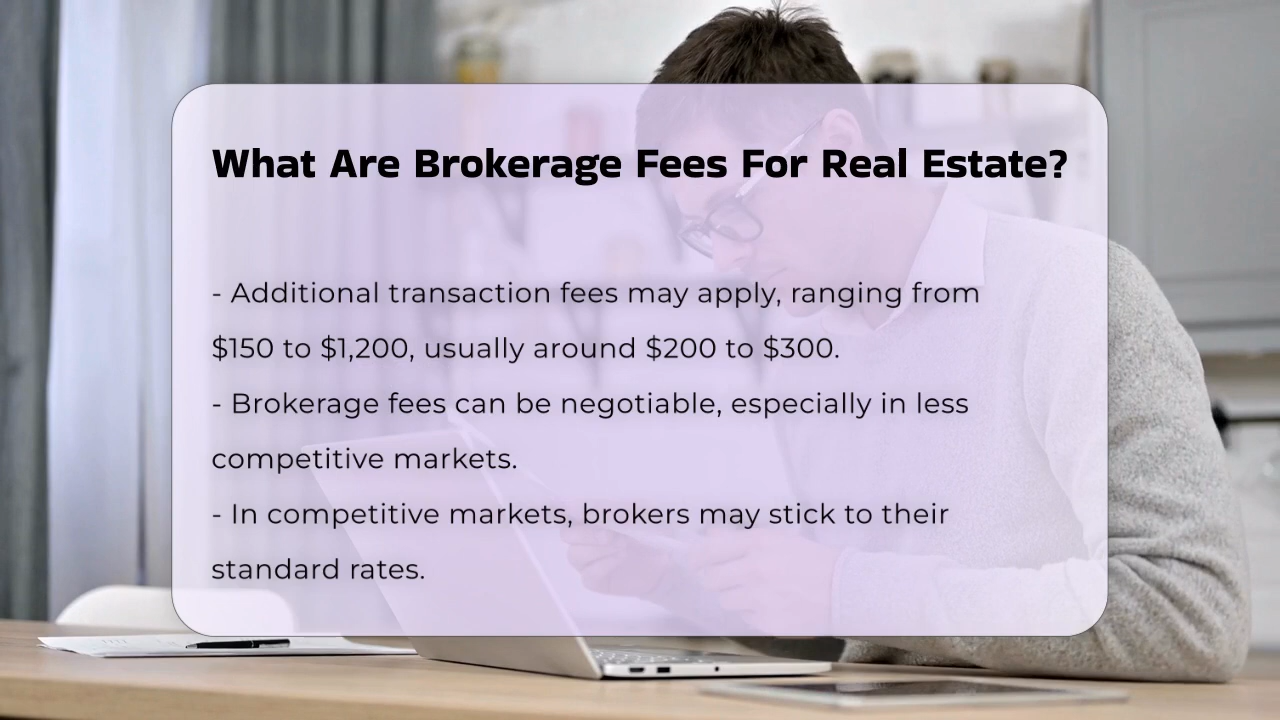 What Are Brokerage Fees For Real Estate?
- Additional transaction fees may apply, ranging from
$150 to $1,200, usually around $200 to $300.
- Brokerage fees can be negotiable, especially in less
competitive markets.
- In competitive markets, brokers may stick to their
standard rates.